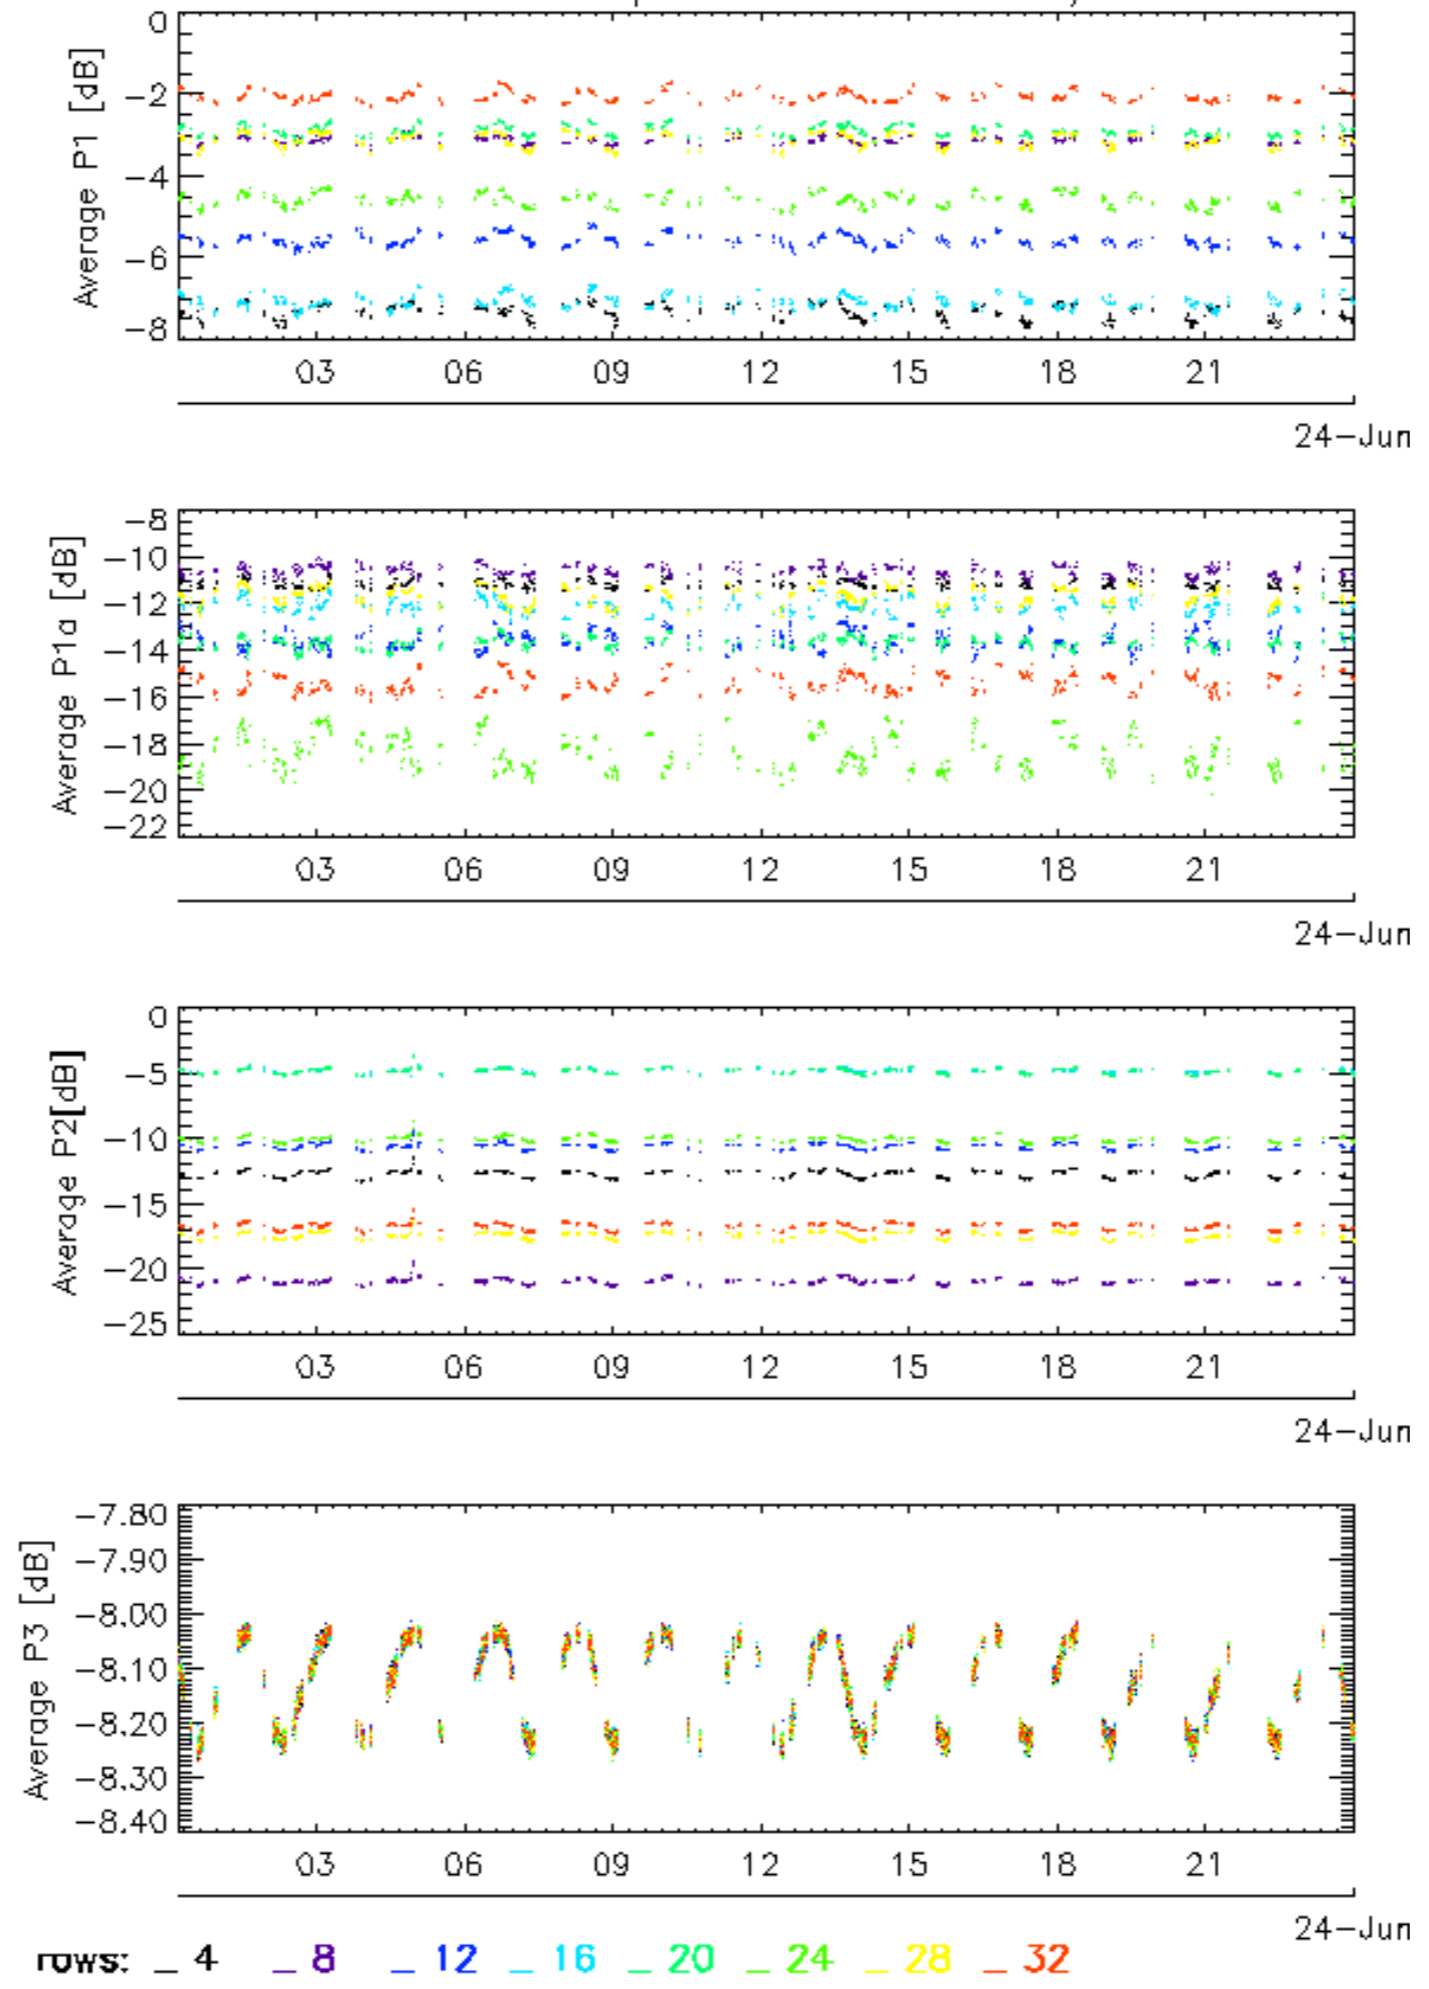 0
-2
-4
-6
-8
Average P1 [dB]
03 06 09 12 15 18 21
24-Jun
-8
-10
-12
-14
-16
-18
-20
-22
Average P1a [dB]
03 06 09 12 15 18 21
24-Jun
0
-5
-10
-15
-20
-25
Average P2[dB]
03 06 09 12 15 18 21
24-Jun
-7.80
-7.90
-8.00
-8.10
-8.20
-8.30
-8.40
Average P3 [dB]
03 06 09 12 15 18 21
24-Jun
rows: _ 4 _ 8 _ 12 _ 16 _ 20 _ 24 _ 28 _ 32